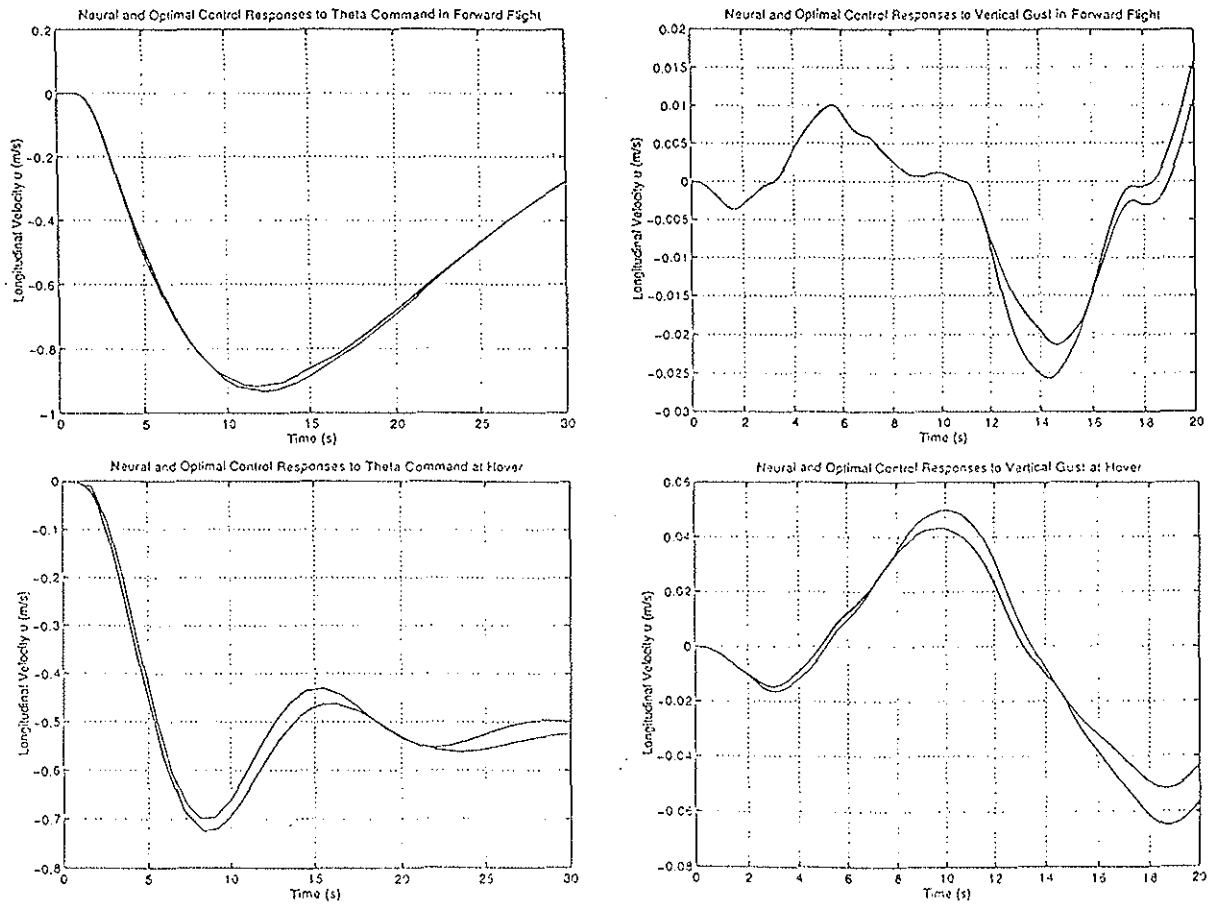 Neural and Optimal Control Responses to Theta Command in Forward Flight
0.2
0
-0.2
-0.4
-0.6
-0.8
-1
Longitudinal Velocity u (m/s)
0 5 10 15 20 25 30
Time (s)
Neural and Optimal Control Responses to Vertical Gust in Forward Flight
0.02
0.015
0.01
0.005
0
-0.005
-0.01
-0.015
-0.02
-0.025
-0.03
Longitudinal Velocity u (m/s)
0 2 4 6 8 10 12 14 16 18 20
Time (s)
Neural and Optimal Control Responses to Theta Command at Hover
0
-0.1
-0.2
-0.3
-0.4
-0.5
-0.6
-0.7
-0.8
Longitudinal Velocity u (m/s)
0 5 10 15 20 25 30
Time (s)
Neural and Optimal Control Responses to Vertical Gust at Hover
0.06
0.04
0.02
0
-0.02
-0.04
-0.06
-0.08
Longitudinal Velocity u (m/s)
0 2 4 6 8 10 12 14 16 18 20
Time (s)